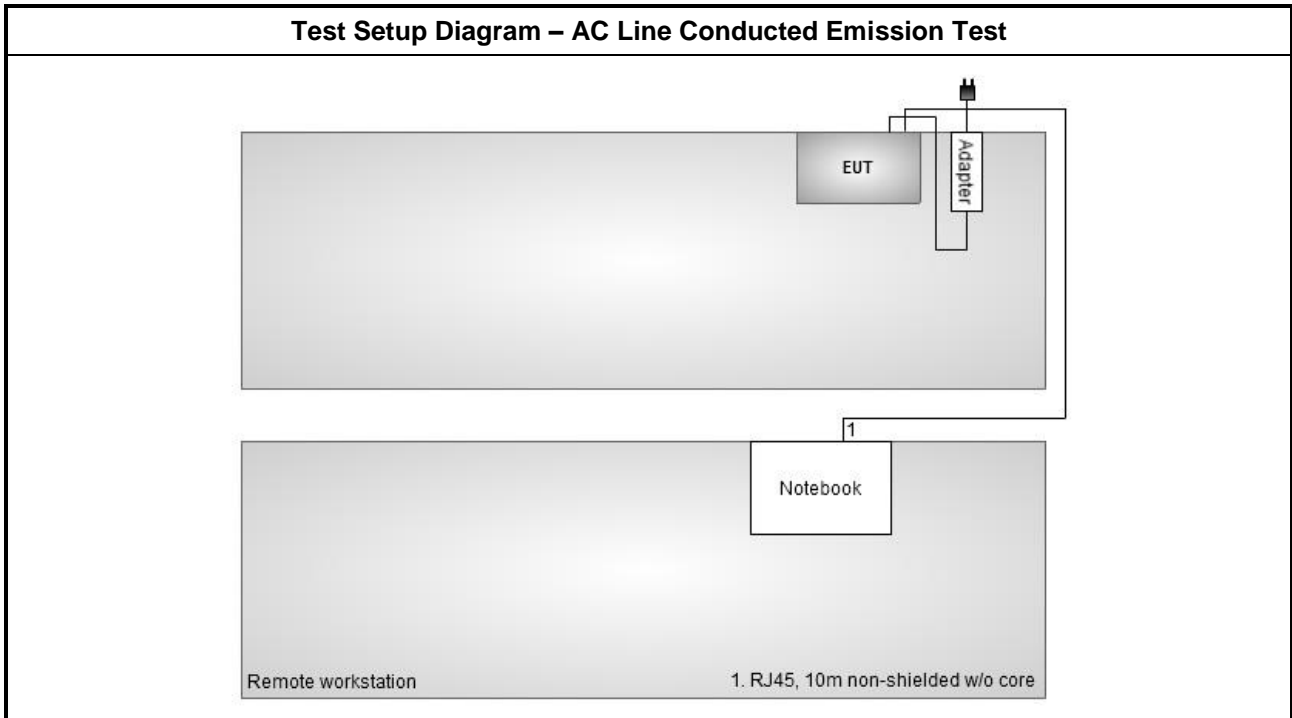 Test Setup Diagram – AC Line Conducted Emission Test
EUT
Adapter
1
Notebook
Remote workstation
1. RJ45, 10m non-shielded w/o core